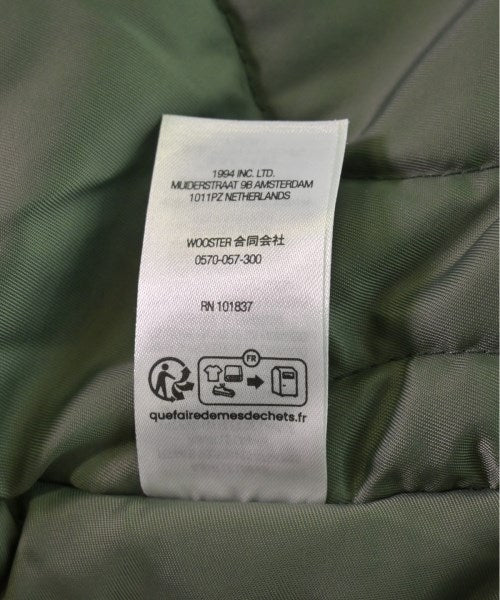 1994 INC. LTD.
MUIDERSTRAAT 9B AMSTERDAM
1011PZ NETHERLANDS
WOOSTER 合同会社
0570-057-300
RN 101837
FR
quefairedemesdechets.fr